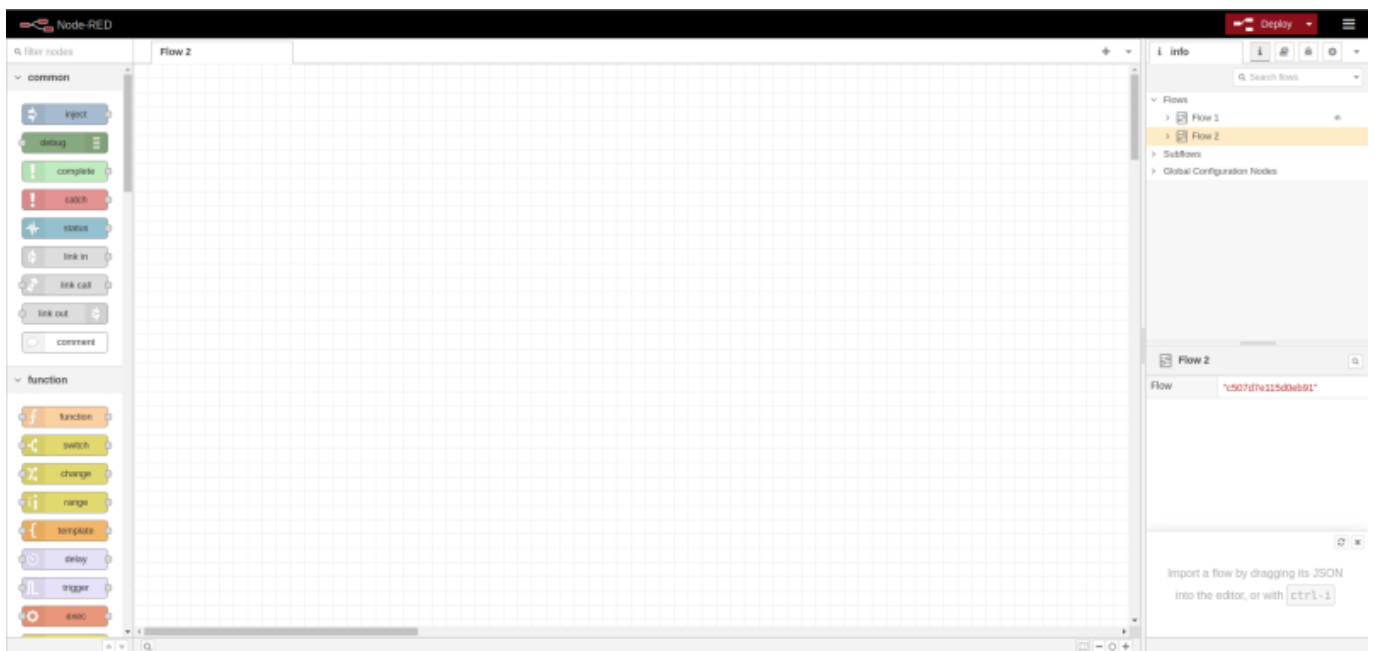 Node-RED
Deploy
filter nodes
Flow 2
info
common
Search flows
inject
Flows
Flow 1
debug
Flow 2
Subflows
complete
Global Configuration Nodes
catch
status
link in
link call
link out
comment
Flow 2
function
Flow "c507d7e115d0eb91"
function
switch
change
range
template
delay
Import a flow by dragging its JSON
trigger
into the editor, or with ctrl-i
exec